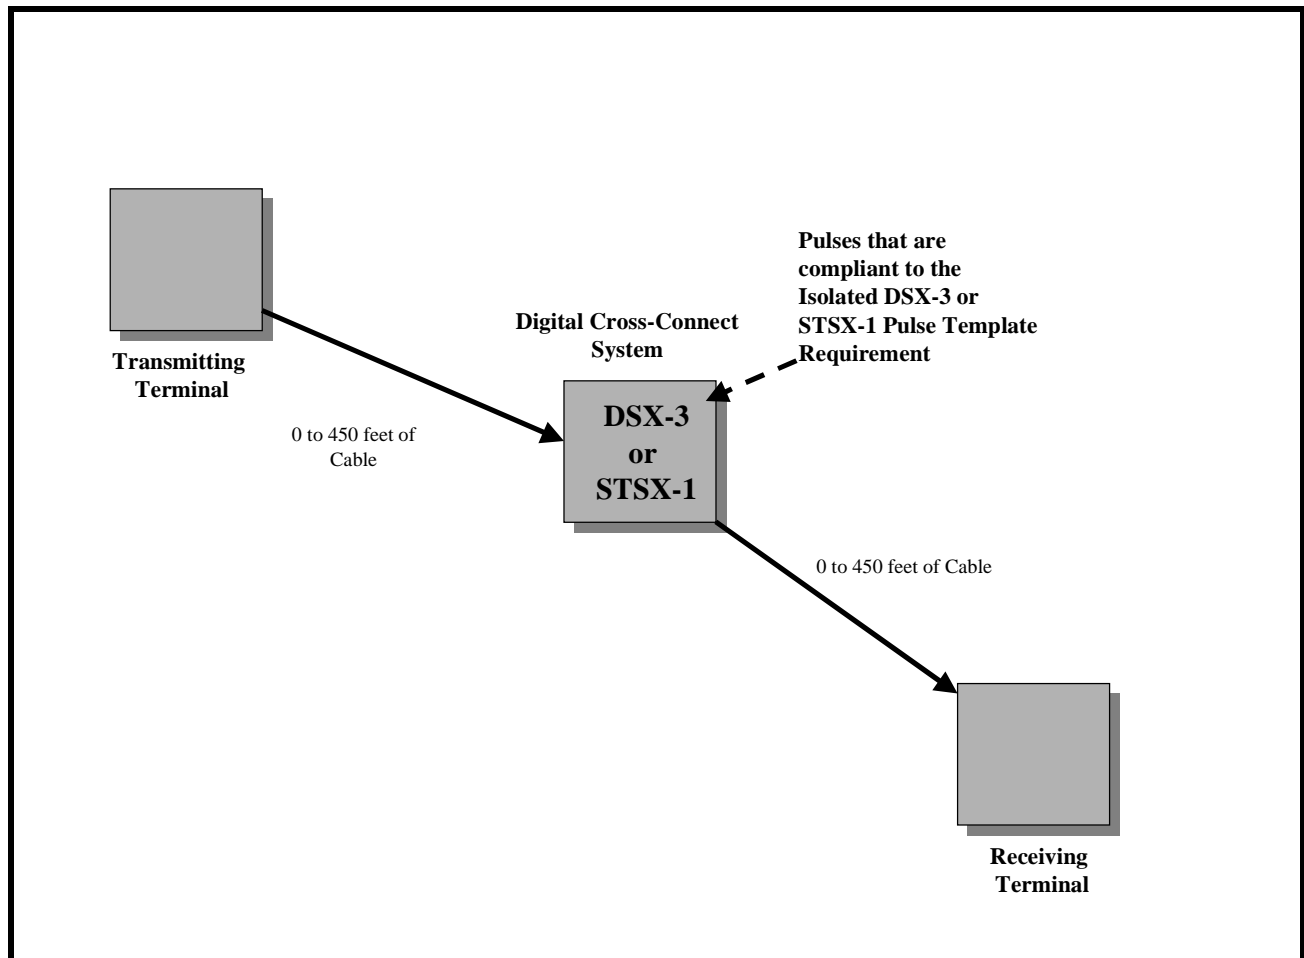 Transmitting
Terminal
0 to 450 feet of
Cable
Digital Cross-Connect
System
DSX-3
or
STSX-1
Pulses that are
compliant to the
Isolated DSX-3 or
STSX-1 Pulse Template
Requirement
0 to 450 feet of Cable
Receiving
Terminal